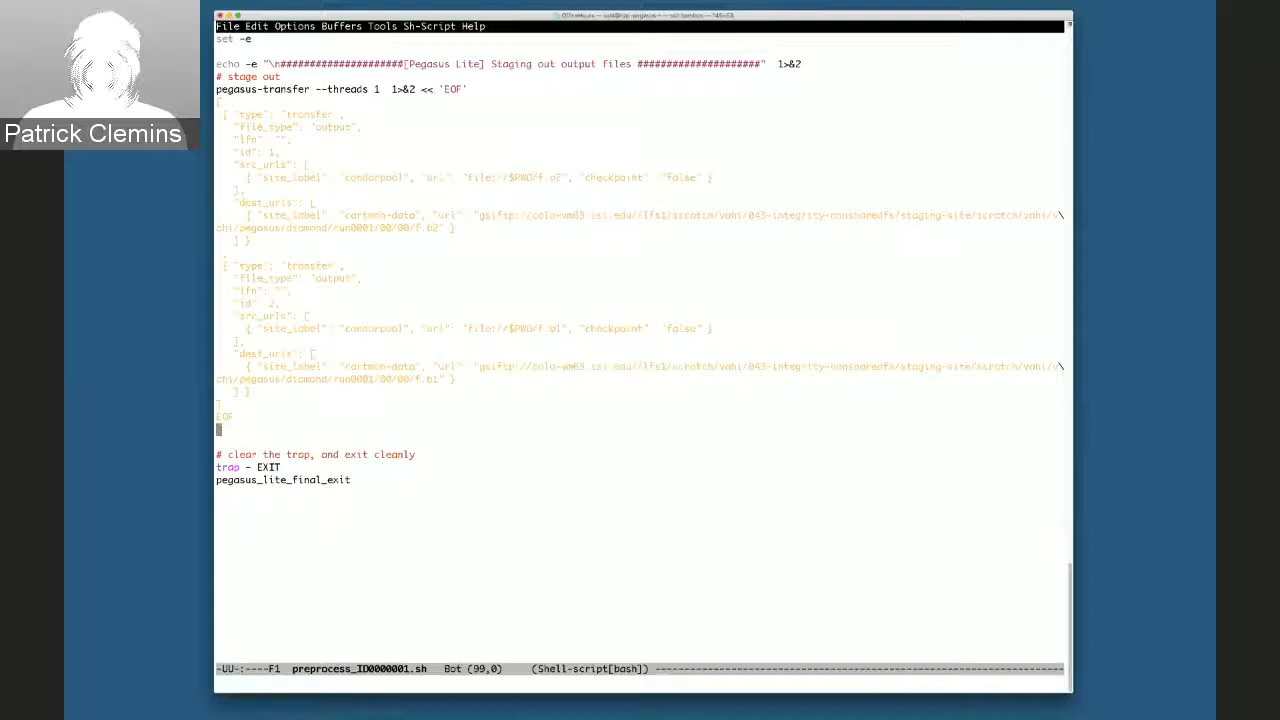 Patrick Clemins
File Edit Options Buffers Tools Sh-Script Help
set -e
echo -e "\n#####################[Pegasus Lite] Staging out output files #####################"  1>&2
# stage out
pegasus-transfer --threads 1  1>&2 << 'EOF'
[
 { "type": "transfer",
   "file_type": "output",
   "lfn": "",
   "id": 1,
   "src_urls": [
     { "site_label": "condorpool", "url": "file://$PWD/f.b2", "checkpoint": "false" }
   ],
   "dest_urls": [
     { "site_label": "cartman-data", "url": "gsiftp://colo-vm63.isi.edu//lfs1/scratch/vahi/043-integrity-nonsharedfs/staging-site/scratch/vahi/v\
ahi/pegasus/diamond/run0001/00/00/f.b2" }
   ] }
 ,
 { "type": "transfer",
   "file_type": "output",
   "lfn": "",
   "id": 2,
   "src_urls": [
     { "site_label": "condorpool", "url": "file://$PWD/f.b1", "checkpoint": "false" }
   ],
   "dest_urls": [
     { "site_label": "cartman-data", "url": "gsiftp://colo-vm63.isi.edu//lfs1/scratch/vahi/043-integrity-nonsharedfs/staging-site/scratch/vahi/v\
ahi/pegasus/diamond/run0001/00/00/f.b1" }
   ] }
]
EOF
# clear the trap, and exit cleanly
trap - EXIT
pegasus_lite_final_exit
-UU-:----F1  preprocess_ID0000001.sh   Bot (99,0)     (Shell-script[bash])